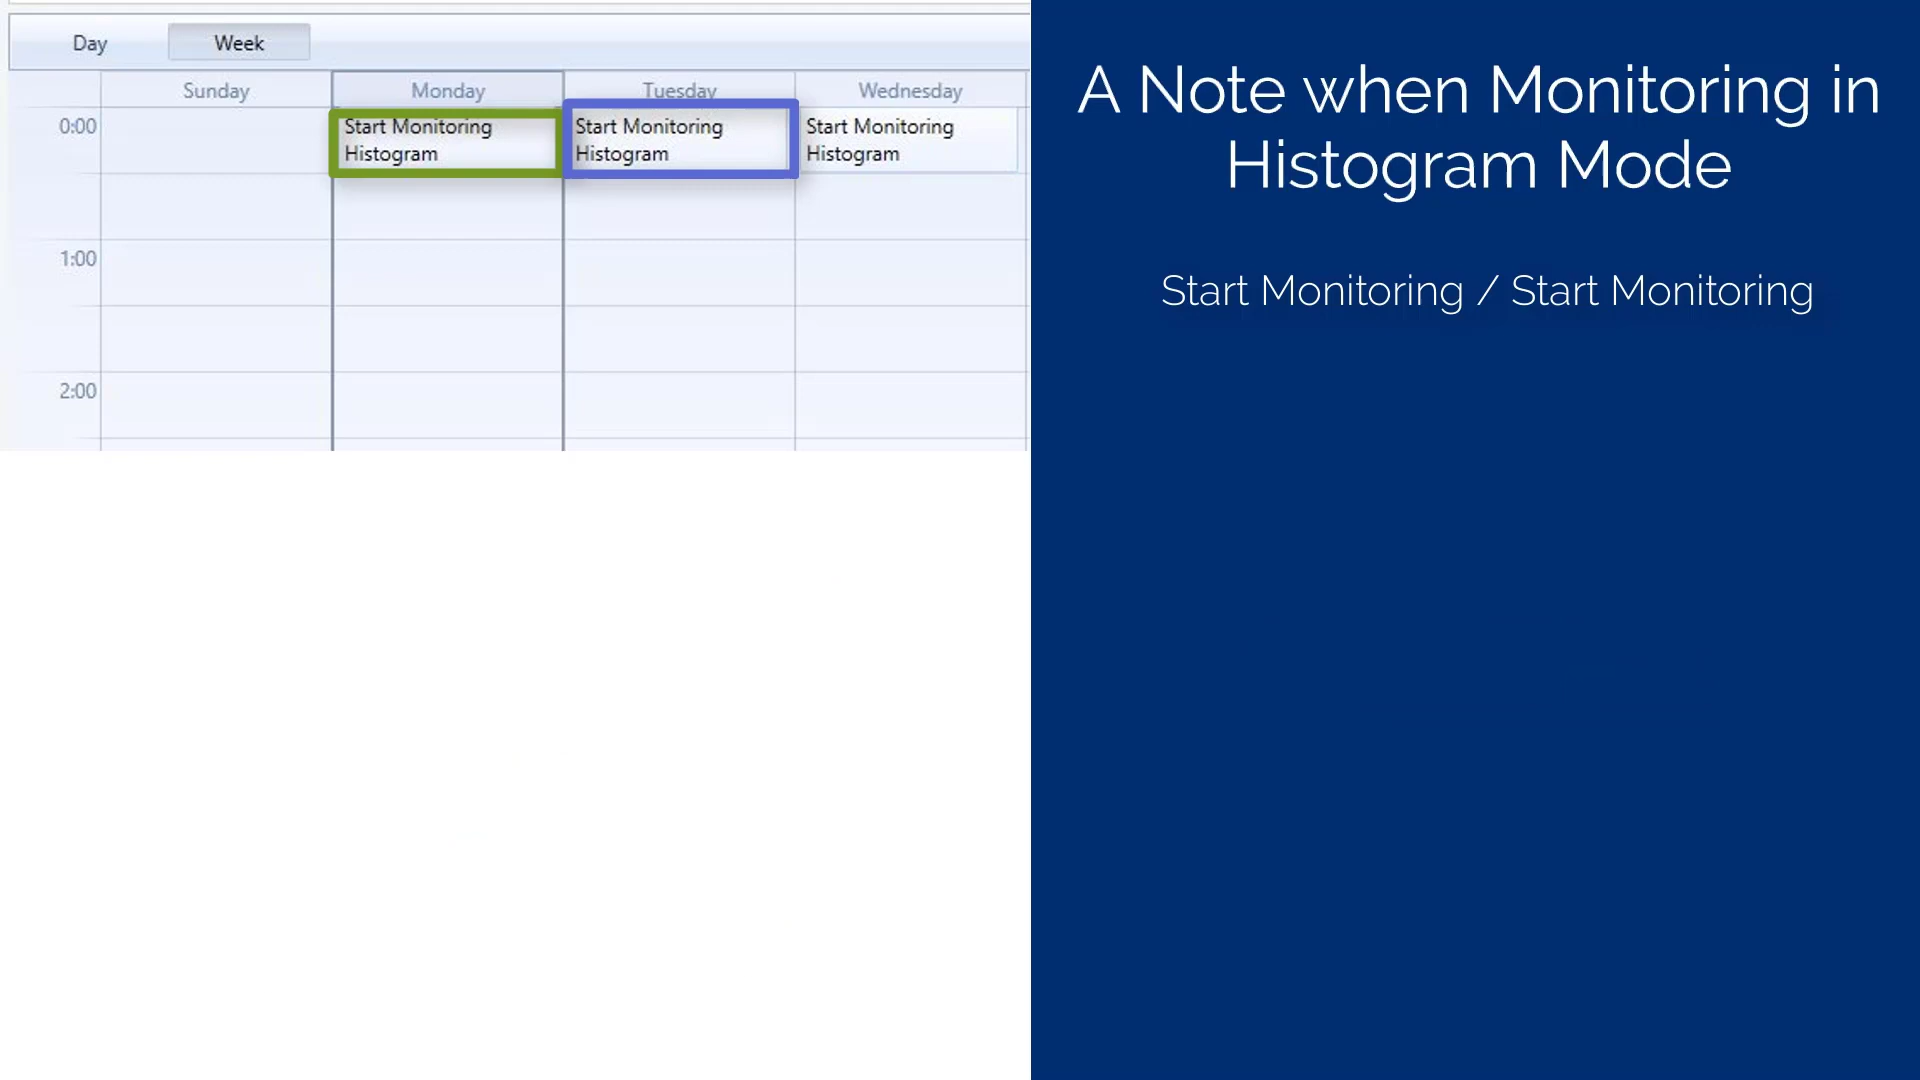 Day Week
Sunday Monday Tuesday Wednesday
0:00 Start Monitoring Start Monitoring Start Monitoring
Histogram Histogram Histogram
1:00
2:00
A Note when Monitoring in
Histogram Mode
Start Monitoring / Start Monitoring